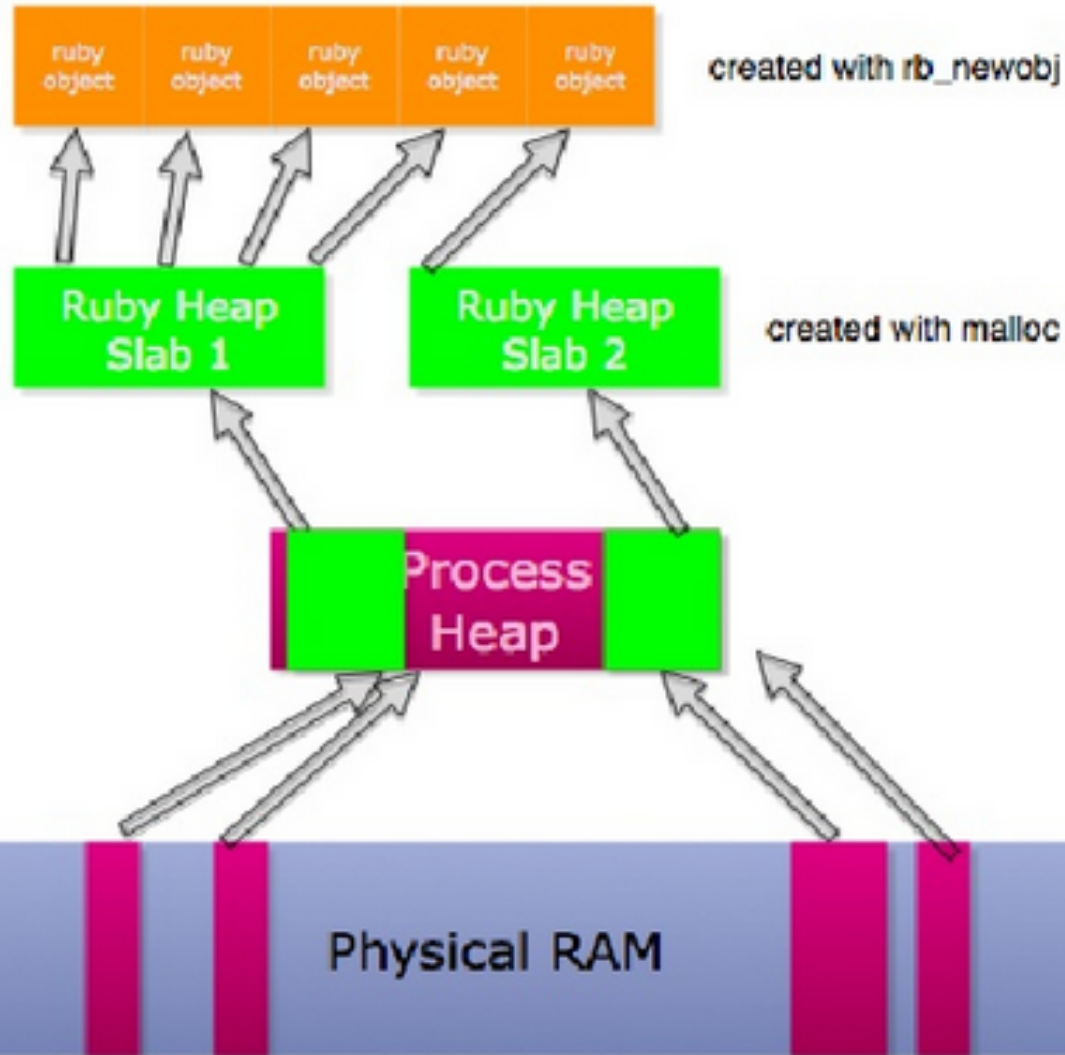 ruby
object
ruby
object
ruby
object
ruby
object
ruby
object
created with rb_newobj
Ruby Heap
Slab 1
Ruby Heap
Slab 2
created with malloc
Process
Heap
Physical RAM